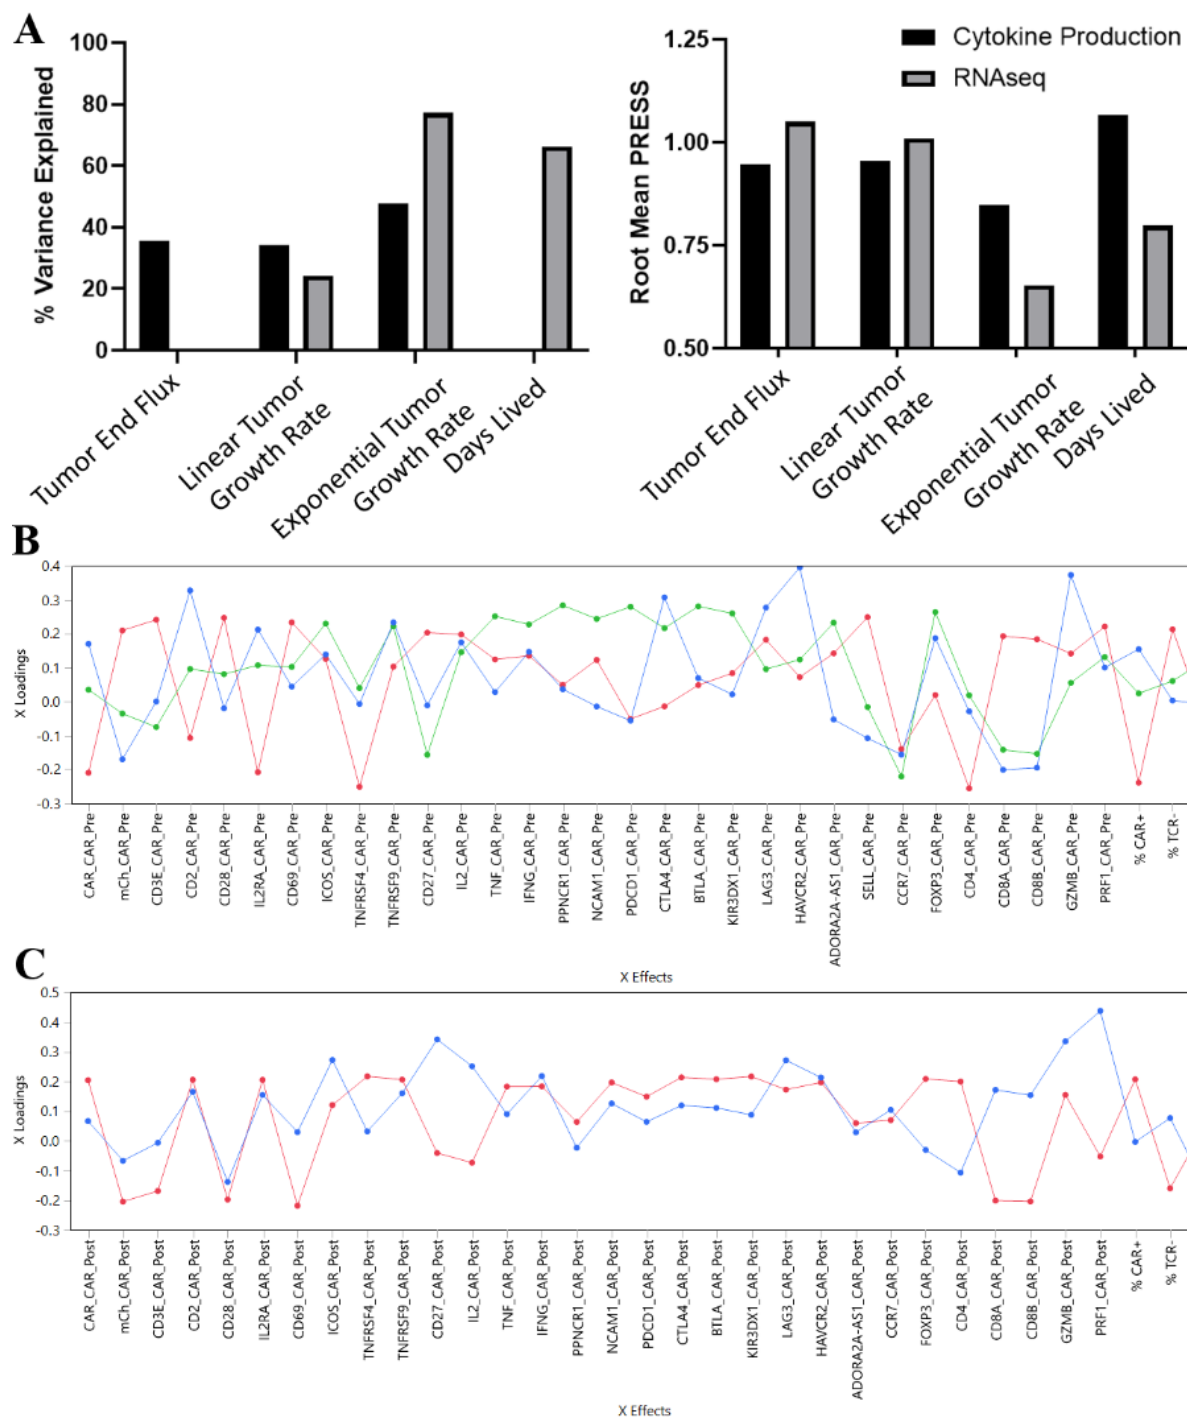 A
% Variance Explained
100
80
60
40
20
0
Tumor End Flux
Linear Tumor
Growth Rate
Exponential Tumor
Growth Rate
Days Lived
Root Mean PRESS
1.25
1.00
0.75
0.50
Cytokine Production
RNAseq
Tumor End Flux
Linear Tumor
Growth Rate
Exponential Tumor
Growth Rate
Days Lived
B
X Loadings
0.4
0.3
0.2
0.1
0.0
-0.1
-0.2
-0.3
CAR_CAR_Pre
mCh_CAR_Pre
CD3E_CAR_Pre
CD2_CAR_Pre
CD28_CAR_Pre
IL2RA_CAR_Pre
CD69_CAR_Pre
ICOS_CAR_Pre
TNFRSF4_CAR_Pre
TNFRSF9_CAR_Pre
CD27_CAR_Pre
IL2_CAR_Pre
TNF_CAR_Pre
IFNG_CAR_Pre
PPNCR1_CAR_Pre
NCAM1_CAR_Pre
PDCD1_CAR_Pre
CTLA4_CAR_Pre
BTLA_CAR_Pre
KIR3DX1_CAR_Pre
LAG3_CAR_Pre
HAVCR2_CAR_Pre
ADORA2A-AS1_CAR_Pre
SELL_CAR_Pre
CCR7_CAR_Pre
FOXP3_CAR_Pre
CD4_CAR_Pre
CD8A_CAR_Pre
CD8B_CAR_Pre
GZMB_CAR_Pre
PRF1_CAR_Pre
% CAR+
% TCR-
X Effects
C
X Loadings
0.5
0.4
0.3
0.2
0.1
0.0
-0.1
-0.2
-0.3
CAR_CAR_Post
mCh_CAR_Post
CD3E_CAR_Post
CD2_CAR_Post
CD28_CAR_Post
IL2RA_CAR_Post
CD69_CAR_Post
ICOS_CAR_Post
TNFRSF4_CAR_Post
TNFRSF9_CAR_Post
CD27_CAR_Post
IL2_CAR_Post
TNF_CAR_Post
IFNG_CAR_Post
PPNCR1_CAR_Post
NCAM1_CAR_Post
PDCD1_CAR_Post
CTLA4_CAR_Post
BTLA_CAR_Post
KIR3DX1_CAR_Post
LAG3_CAR_Post
HAVCR2_CAR_Post
ADORA2A-AS1_CAR_Post
CCR7_CAR_Post
FOXP3_CAR_Post
CD4_CAR_Post
CD8A_CAR_Post
CD8B_CAR_Post
GZMB_CAR_Post
PRF1_CAR_Post
% CAR+
% TCR-
X Effects